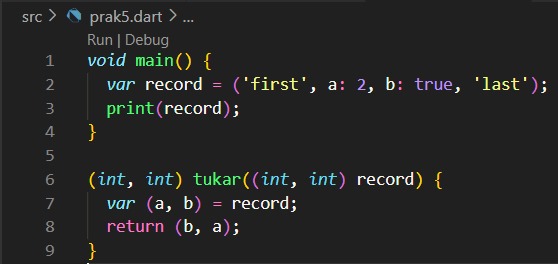 src > prak5.dart > ...
Run | Debug
1 void main() {
2   var record = ('first', a: 2, b: true, 'last');
3   print(record);
4 }
5
6 (int, int) tukar((int, int) record) {
7   var (a, b) = record;
8   return (b, a);
9 }